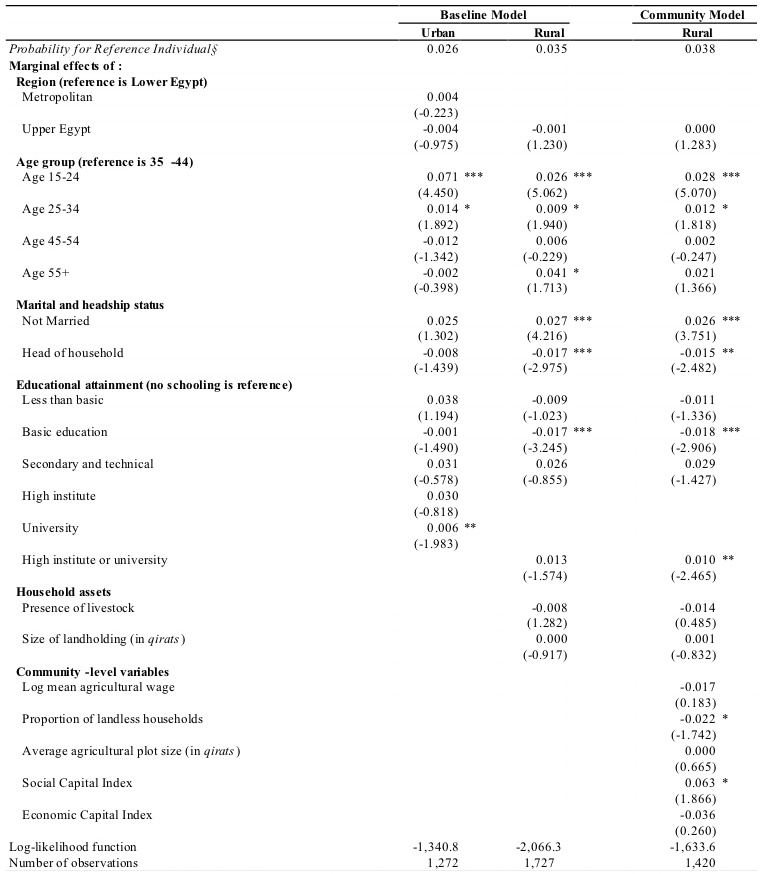 Baseline Model Community Model
Urban Rural Rural
Probability for Reference Individual§ 0.026 0.035 0.038
Marginal effects of :
Region (reference is Lower Egypt)
Metropolitan 0.004
(-0.223)
Upper Egypt -0.004 -0.001 0.000
(-0.975) (1.230) (1.283)
Age group (reference is 35 -44)
Age 15-24 0.071 *** 0.026 *** 0.028 ***
(4.450) (5.062) (5.070)
Age 25-34 0.014 * 0.009 * 0.012 *
(1.892) (1.940) (1.818)
Age 45-54 -0.012 0.006 0.002
(-1.342) (-0.229) (-0.247)
Age 55+ -0.002 0.041 * 0.021
(-0.398) (1.713) (1.366)
Marital and headship status
Not Married 0.025 0.027 *** 0.026 ***
(1.302) (4.216) (3.751)
Head of household -0.008 -0.017 *** -0.015 **
(-1.439) (-2.975) (-2.482)
Educational attainment (no schooling is reference)
Less than basic 0.038 -0.009 -0.011
(1.194) (-1.023) (-1.336)
Basic education -0.001 -0.017 *** -0.018 ***
(-1.490) (-3.245) (-2.906)
Secondary and technical 0.031 0.026 0.029
(-0.578) (-0.855) (-1.427)
High institute 0.030
(-0.818)
University 0.006 **
(-1.983)
High institute or university 0.013 0.010 **
(-1.574) (-2.465)
Household assets
Presence of livestock -0.008 -0.014
(1.282) (0.485)
Size of landholding (in qirats) 0.000 0.001
(-0.917) (-0.832)
Community -level variables
Log mean agricultural wage -0.017
(0.183)
Proportion of landless households -0.022 *
(-1.742)
Average agricultural plot size (in qirats) 0.000
(0.665)
Social Capital Index 0.063 *
(1.866)
Economic Capital Index -0.036
(0.260)
Log-likelihood function -1,340.8 -2,066.3 -1,633.6
Number of observations 1,272 1,727 1,420